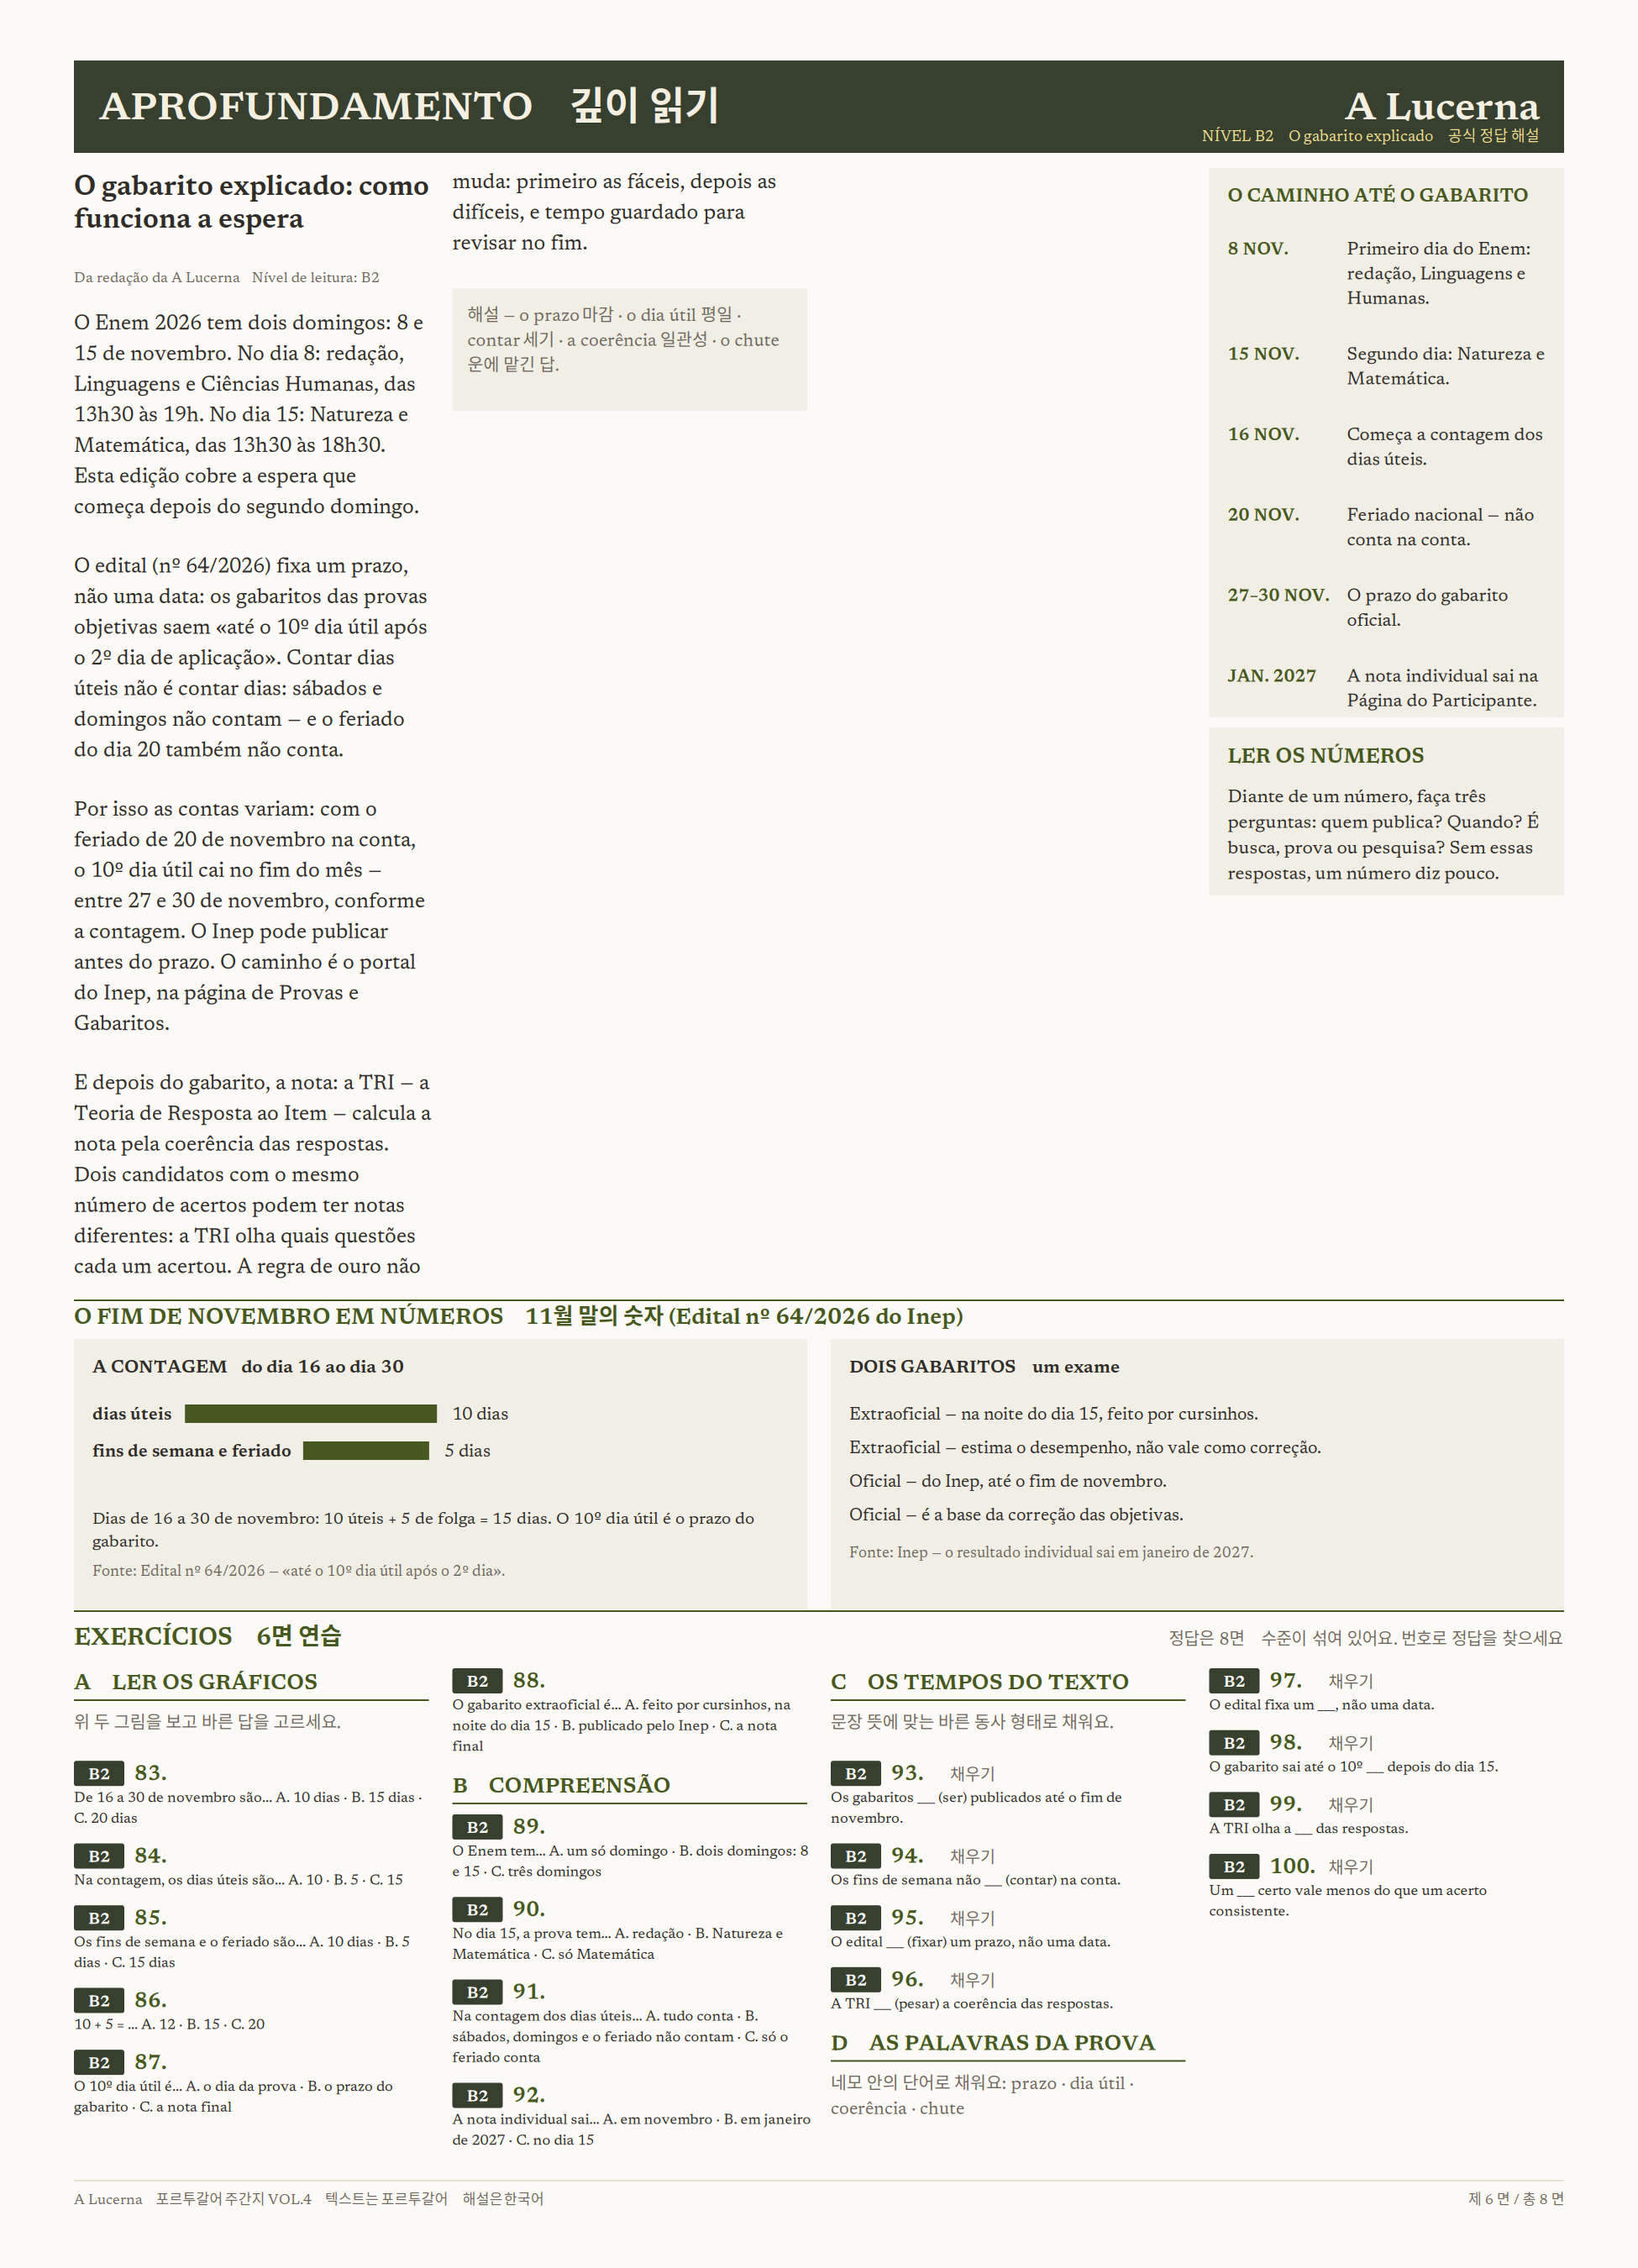 APROFUNDAMENTO 깊이 읽기
A Lucerna
NÍVEL B2 O gabarito explicado 공식 정답 해설
O gabarito explicado: como
funciona a espera
Da redação da A Lucerna Nível de leitura: B2
O Enem 2026 tem dois domingos: 8 e
15 de novembro. No dia 8: redação,
Linguagens e Ciências Humanas, das
13h30 às 19h. No dia 15: Natureza e
Matemática, das 13h30 às 18h30.
Esta edição cobre a espera que
começa depois do segundo domingo.
O edital (nº 64/2026) fixa um prazo,
não uma data: os gabaritos das provas
objetivas saem «até o 10º dia útil após
o 2º dia de aplicação». Contar dias
úteis não é contar dias: sábados e
domingos não contam – e o feriado
do dia 20 também não conta.
Por isso as contas variam: com o
feriado de 20 de novembro na conta,
o 10º dia útil cai no fim do mês –
entre 27 e 30 de novembro, conforme
a contagem. O Inep pode publicar
antes do prazo. O caminho é o portal
do Inep, na página de Provas e
Gabaritos.
E depois do gabarito, a nota: a TRI – a
Teoria de Resposta ao Item – calcula a
nota pela coerência das respostas.
Dois candidatos com o mesmo
número de acertos podem ter notas
diferentes: a TRI olha quais questões
cada um acertou. A regra de ouro não
muda: primeiro as fáceis, depois as
difíceis, e tempo guardado para
revisar no fim.
해설 – o prazo 마감 · o dia útil 평일 ·
contar 세기 · a coerência 일관성 · o chute
운에 맡긴 답.
O CAMINHO ATÉ O GABARITO
8 NOV. Primeiro dia do Enem:
redação, Linguagens e
Humanas.
15 NOV. Segundo dia: Natureza e
Matemática.
16 NOV. Começa a contagem dos
dias úteis.
20 NOV. Feriado nacional – não
conta na conta.
27–30 NOV. O prazo do gabarito
oficial.
JAN. 2027 A nota individual sai na
Página do Participante.
LER OS NÚMEROS
Diante de um número, faça três
perguntas: quem publica? Quando? É
busca, prova ou pesquisa? Sem essas
respostas, um número diz pouco.
O FIM DE NOVEMBRO EM NÚMEROS 11월 말의 숫자 (Edital nº 64/2026 do Inep)
A CONTAGEM do dia 16 ao dia 30
dias úteis 10 dias
fins de semana e feriado 5 dias
Dias de 16 a 30 de novembro: 10 úteis + 5 de folga = 15 dias. O 10º dia útil é o prazo do
gabarito.
Fonte: Edital nº 64/2026 – «até o 10º dia útil após o 2º dia».
DOIS GABARITOS um exame
Extraoficial – na noite do dia 15, feito por cursinhos.
Extraoficial – estima o desempenho, não vale como correção.
Oficial – do Inep, até o fim de novembro.
Oficial – é a base da correção das objetivas.
Fonte: Inep – o resultado individual sai em janeiro de 2027.
EXERCÍCIOS 6면 연습
정답은 8면 수준이 섞여 있어요. 번호로 정답을 찾으세요
A LER OS GRÁFICOS
위 두 그림을 보고 바른 답을 고르세요.
B2 83.
De 16 a 30 de novembro são... A. 10 dias · B. 15 dias ·
C. 20 dias
B2 84.
Na contagem, os dias úteis são... A. 10 · B. 5 · C. 15
B2 85.
Os fins de semana e o feriado são... A. 10 dias · B. 5
dias · C. 15 dias
B2 86.
10 + 5 = ... A. 12 · B. 15 · C. 20
B2 87.
O 10º dia útil é... A. o dia da prova · B. o prazo do
gabarito · C. a nota final
B2 88.
O gabarito extraoficial é... A. feito por cursinhos, na
noite do dia 15 · B. publicado pelo Inep · C. a nota
final
B COMPREENSÃO
B2 89.
O Enem tem... A. um só domingo · B. dois domingos: 8
e 15 · C. três domingos
B2 90.
No dia 15, a prova tem... A. redação · B. Natureza e
Matemática · C. só Matemática
B2 91.
Na contagem dos dias úteis... A. tudo conta · B.
sábados, domingos e o feriado não contam · C. só o
feriado conta
B2 92.
A nota individual sai... A. em novembro · B. em janeiro
de 2027 · C. no dia 15
C OS TEMPOS DO TEXTO
문장 뜻에 맞는 바른 동사 형태로 채워요.
B2 93. 채우기
Os gabaritos ___ (ser) publicados até o fim de
novembro.
B2 94. 채우기
Os fins de semana não ___ (contar) na conta.
B2 95. 채우기
O edital ___ (fixar) um prazo, não uma data.
B2 96. 채우기
A TRI ___ (pesar) a coerência das respostas.
D AS PALAVRAS DA PROVA
네모 안의 단어로 채워요: prazo · dia útil ·
coerência · chute
B2 97. 채우기
O edital fixa um ___, não uma data.
B2 98. 채우기
O gabarito sai até o 10º ___ depois do dia 15.
B2 99. 채우기
A TRI olha a ___ das respostas.
B2 100. 채우기
Um ___ certo vale menos do que um acerto
consistente.
A Lucerna 포르투갈어 주간지 VOL.4 텍스트는 포르투갈어 해설은 한국어
제 6 면 / 총 8 면